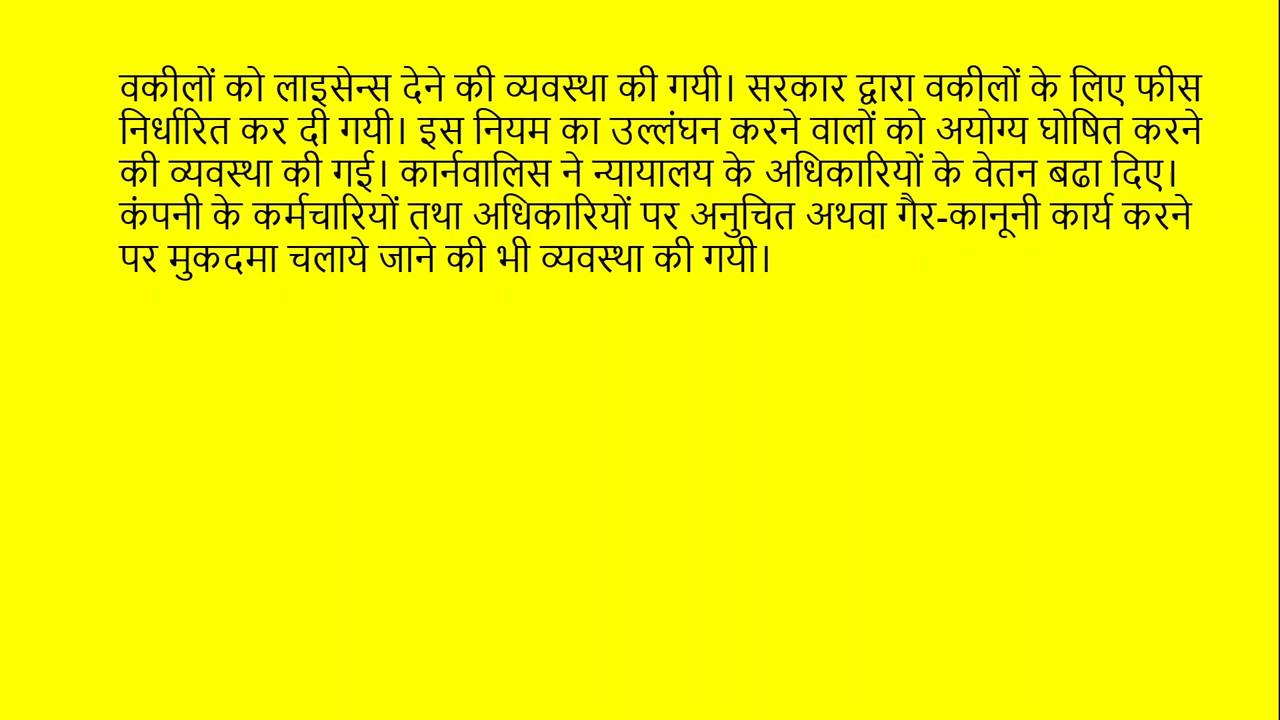 वकीलों को लाइसेन्स देने की व्यवस्था की गयी। सरकार द्वारा वकीलों के लिए फीस
निर्धारित कर दी गयी। इस नियम का उल्लंघन करने वालों को अयोग्य घोषित करने
की व्यवस्था की गई। कार्नवालिस ने न्यायालय के अधिकारियों के वेतन बढा दिए।
कंपनी के कर्मचारियों तथा अधिकारियों पर अनुचित अथवा गैर-कानूनी कार्य करने
पर मुकदमा चलाये जाने की भी व्यवस्था की गयी।